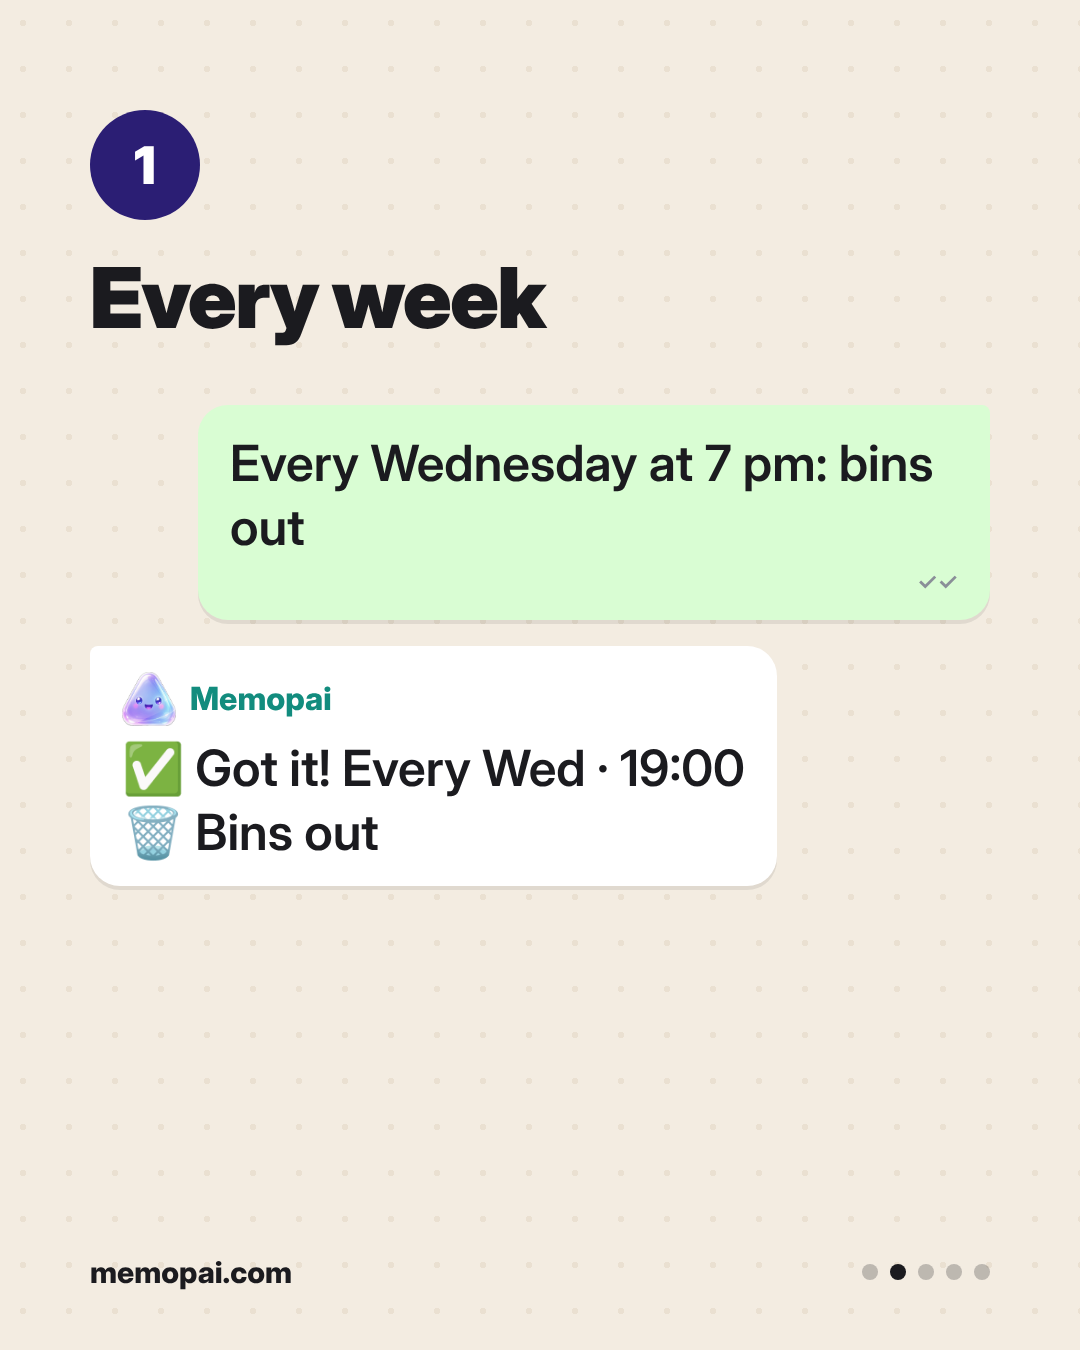 1
Every week
Every Wednesday at 7 pm: bins
out
Memopai
✅ Got it! Every Wed · 19:00
🗑️ Bins out
memopai.com